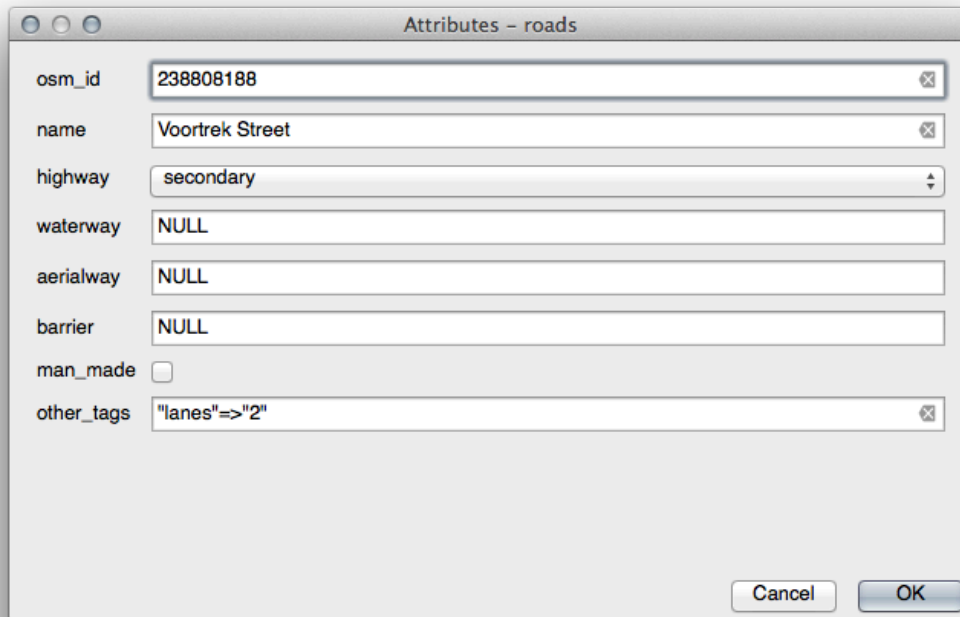 Attributes - roads
osm_id 238808188
name Voortrek Street
highway secondary
waterway NULL
aerialway NULL
barrier NULL
man_made
other_tags "lanes"=>"2"
Cancel OK